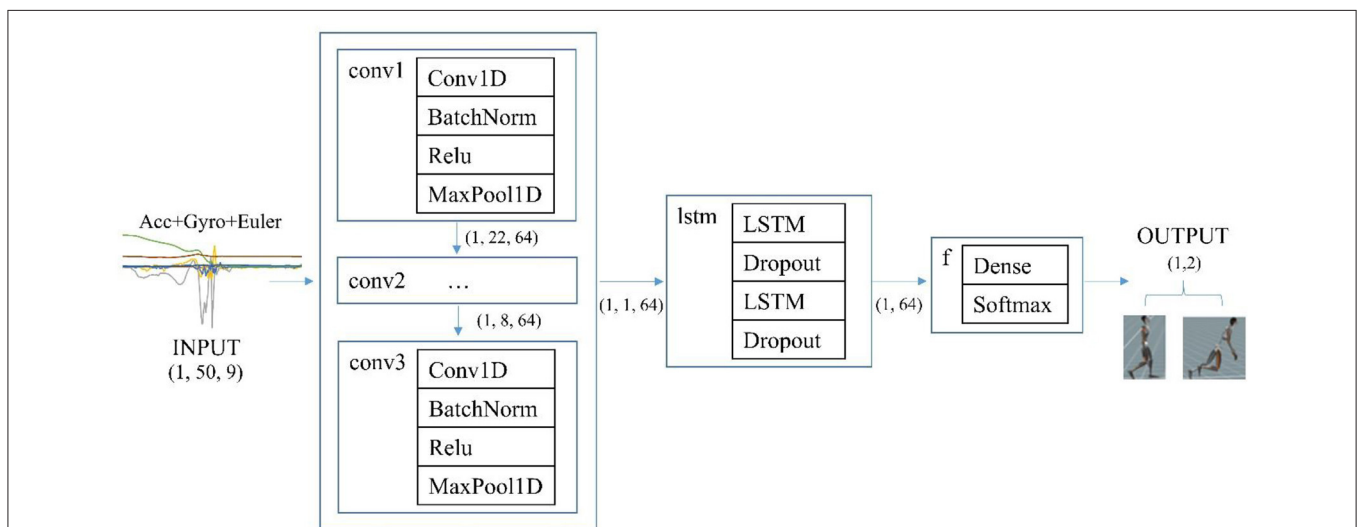 Acc+Gyro+Euler
INPUT
(1, 50, 9)
conv1
Conv1D
BatchNorm
Relu
MaxPool1D
(1, 22, 64)
conv2
...
(1, 8, 64)
conv3
Conv1D
BatchNorm
Relu
MaxPool1D
(1, 1, 64)
lstm
LSTM
Dropout
LSTM
Dropout
(1, 64)
f
Dense
Softmax
OUTPUT
(1,2)